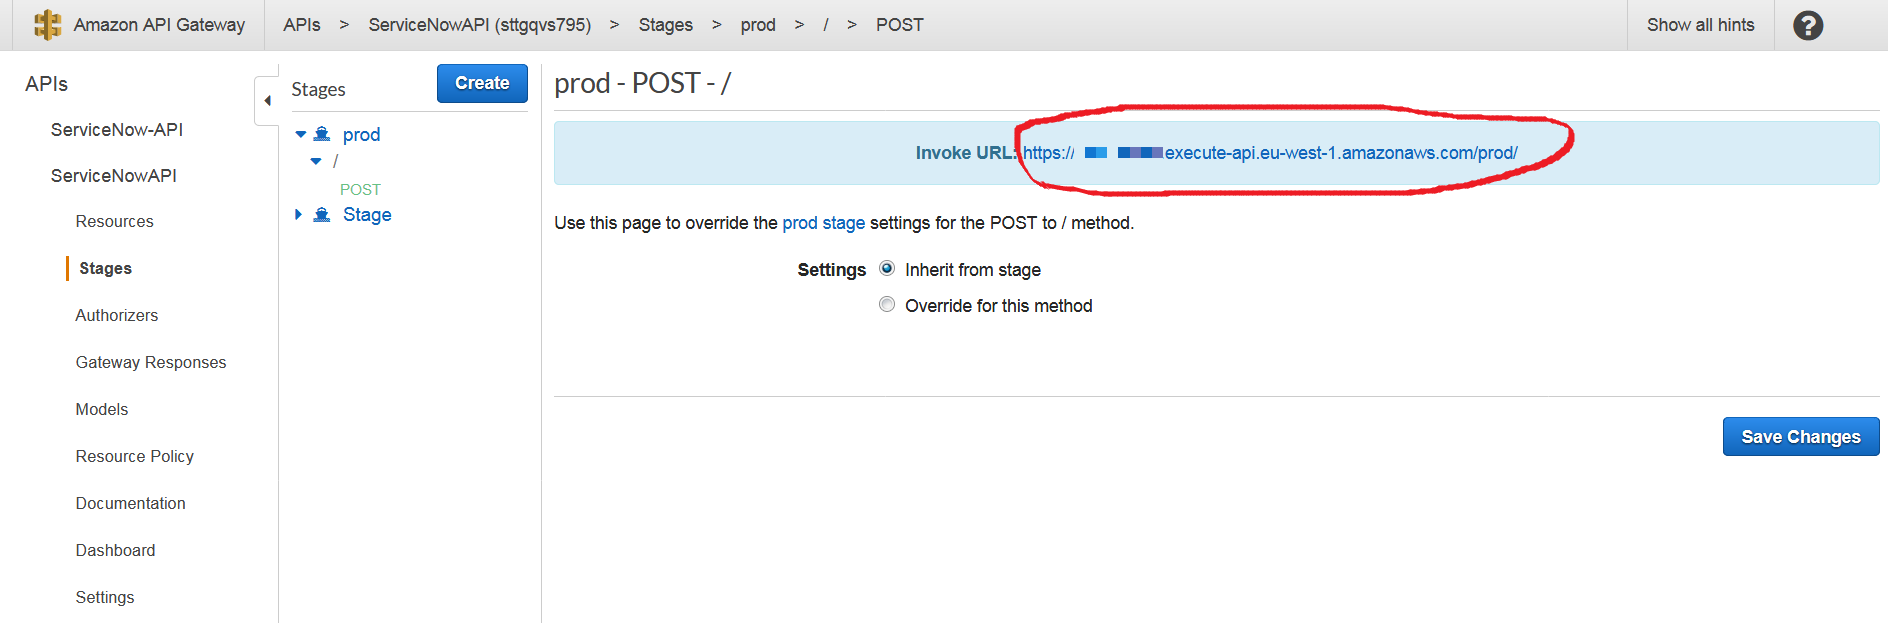 Amazon API Gateway APIs > ServiceNowAPI (sttgqvs795) > Stages > prod > / > POST Show all hints ?
APIs
ServiceNow-API
ServiceNowAPI
Resources
Stages
Authorizers
Gateway Responses
Models
Resource Policy
Documentation
Dashboard
Settings
Stages Create
prod
/
POST
Stage
prod - POST - /
Invoke URL: https:// execute-api.eu-west-1.amazonaws.com/prod/
Use this page to override the prod stage settings for the POST to / method.
Settings Inherit from stage
Override for this method
Save Changes